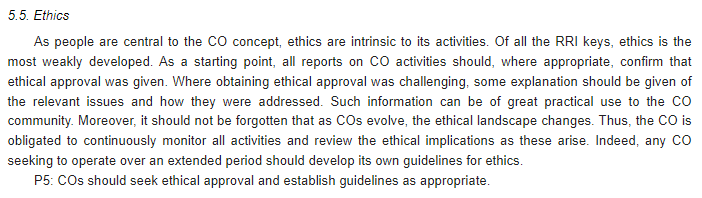 5.5. Ethics
As people are central to the CO concept, ethics are intrinsic to its activities. Of all the RRI keys, ethics is the
most weakly developed. As a starting point, all reports on CO activities should, where appropriate, confirm that
ethical approval was given. Where obtaining ethical approval was challenging, some explanation should be given of
the relevant issues and how they were addressed. Such information can be of great practical use to the CO
community. Moreover, it should not be forgotten that as COs evolve, the ethical landscape changes. Thus, the CO is
obligated to continuously monitor all activities and review the ethical implications as these arise. Indeed, any CO
seeking to operate over an extended period should develop its own guidelines for ethics.
P5: COs should seek ethical approval and establish guidelines as appropriate.